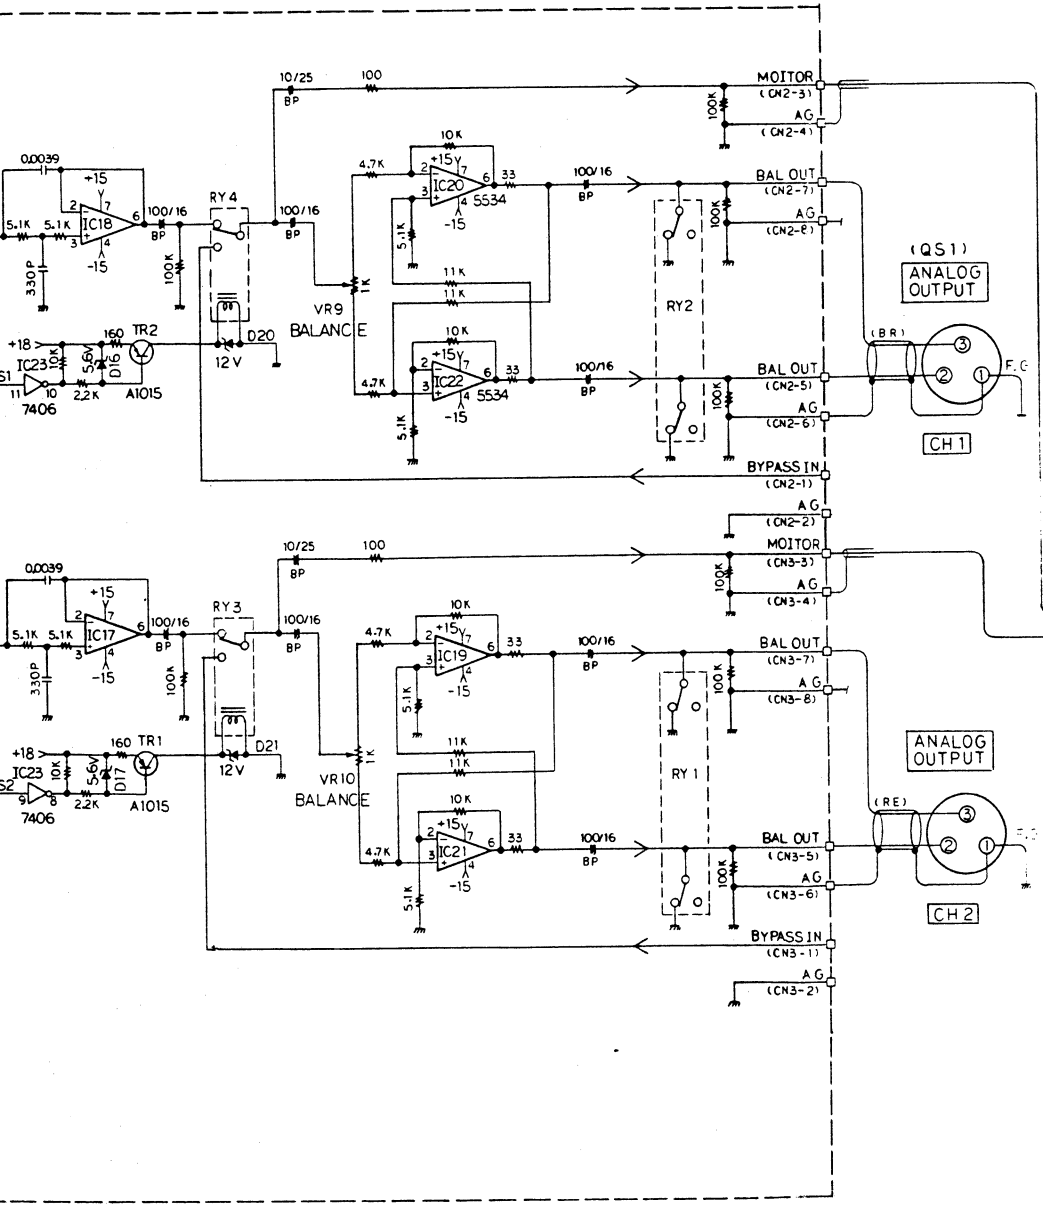 10/25
BP
100
MOITOR
(CN2-3)
100K
AG
(CN2-4)
0.0039
+15
2
7
IC18
6
3
4
-15
5.1K
5.1K
330P
100/16
BP
100K
RY4
100/16
BP
VR9
BALANCE
1K
4.7K
10K
+15V
2
7
IC20
6
3
4
5534
-15
33
5.1K
11K
11K
100/16
BP
BAL OUT
(CN2-7)
100K
AG
(CN2-8)
RY2
(QS1)
ANALOG
OUTPUT
(BR)
3
2
1
F.G
CH1
+18
IC23
10K
5.6V
D16
160
TR2
S1
11
10
7406
2.2K
A1015
D20
12V
4.7K
10K
+15V
2
7
IC22
6
3
4
5534
-15
33
5.1K
100/16
BP
BAL OUT
(CN2-5)
100K
AG
(CN2-6)
BYPASS IN
(CN2-1)
AG
(CN2-2)
10/25
BP
100
MOITOR
(CN3-3)
100K
AG
(CN3-4)
0.0039
+15
2
7
IC17
6
3
4
-15
5.1K
5.1K
330P
100/16
BP
100K
RY3
100/16
BP
VR10
BALANCE
1K
4.7K
10K
+15V
2
7
IC19
6
3
4
-15
33
5.1K
11K
11K
100/16
BP
BAL OUT
(CN3-7)
100K
AG
(CN3-8)
RY1
ANALOG
OUTPUT
(RE)
3
2
1
CH2
+18
IC23
10K
5.6V
D17
160
TR1
S2
9
8
7406
2.2K
A1015
D21
12V
4.7K
10K
+15V
2
7
IC21
6
3
4
-15
33
5.1K
100/16
BP
BAL OUT
(CN3-5)
100K
AG
(CN3-6)
BYPASS IN
(CN3-1)
AG
(CN3-2)